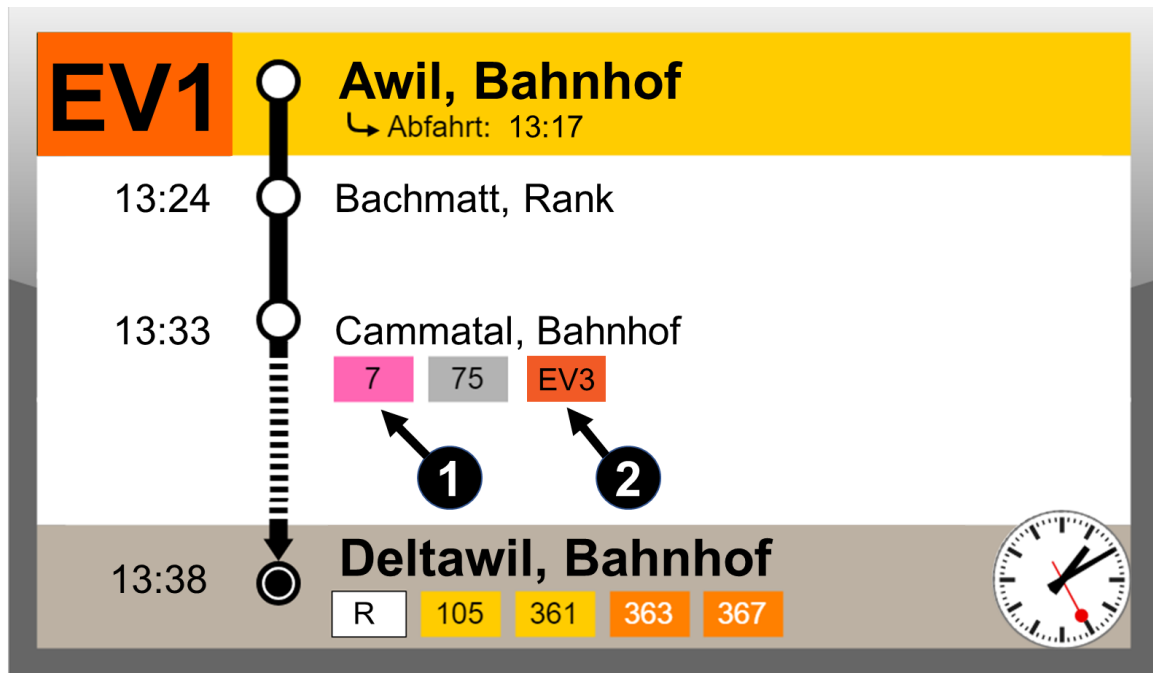 EV1 Awil, Bahnhof
Abfahrt: 13:17
13:24 Bachmatt, Rank
13:33 Cammatal, Bahnhof
7 75 EV3
1 2
13:38 Deltawil, Bahnhof
R 105 361 363 367